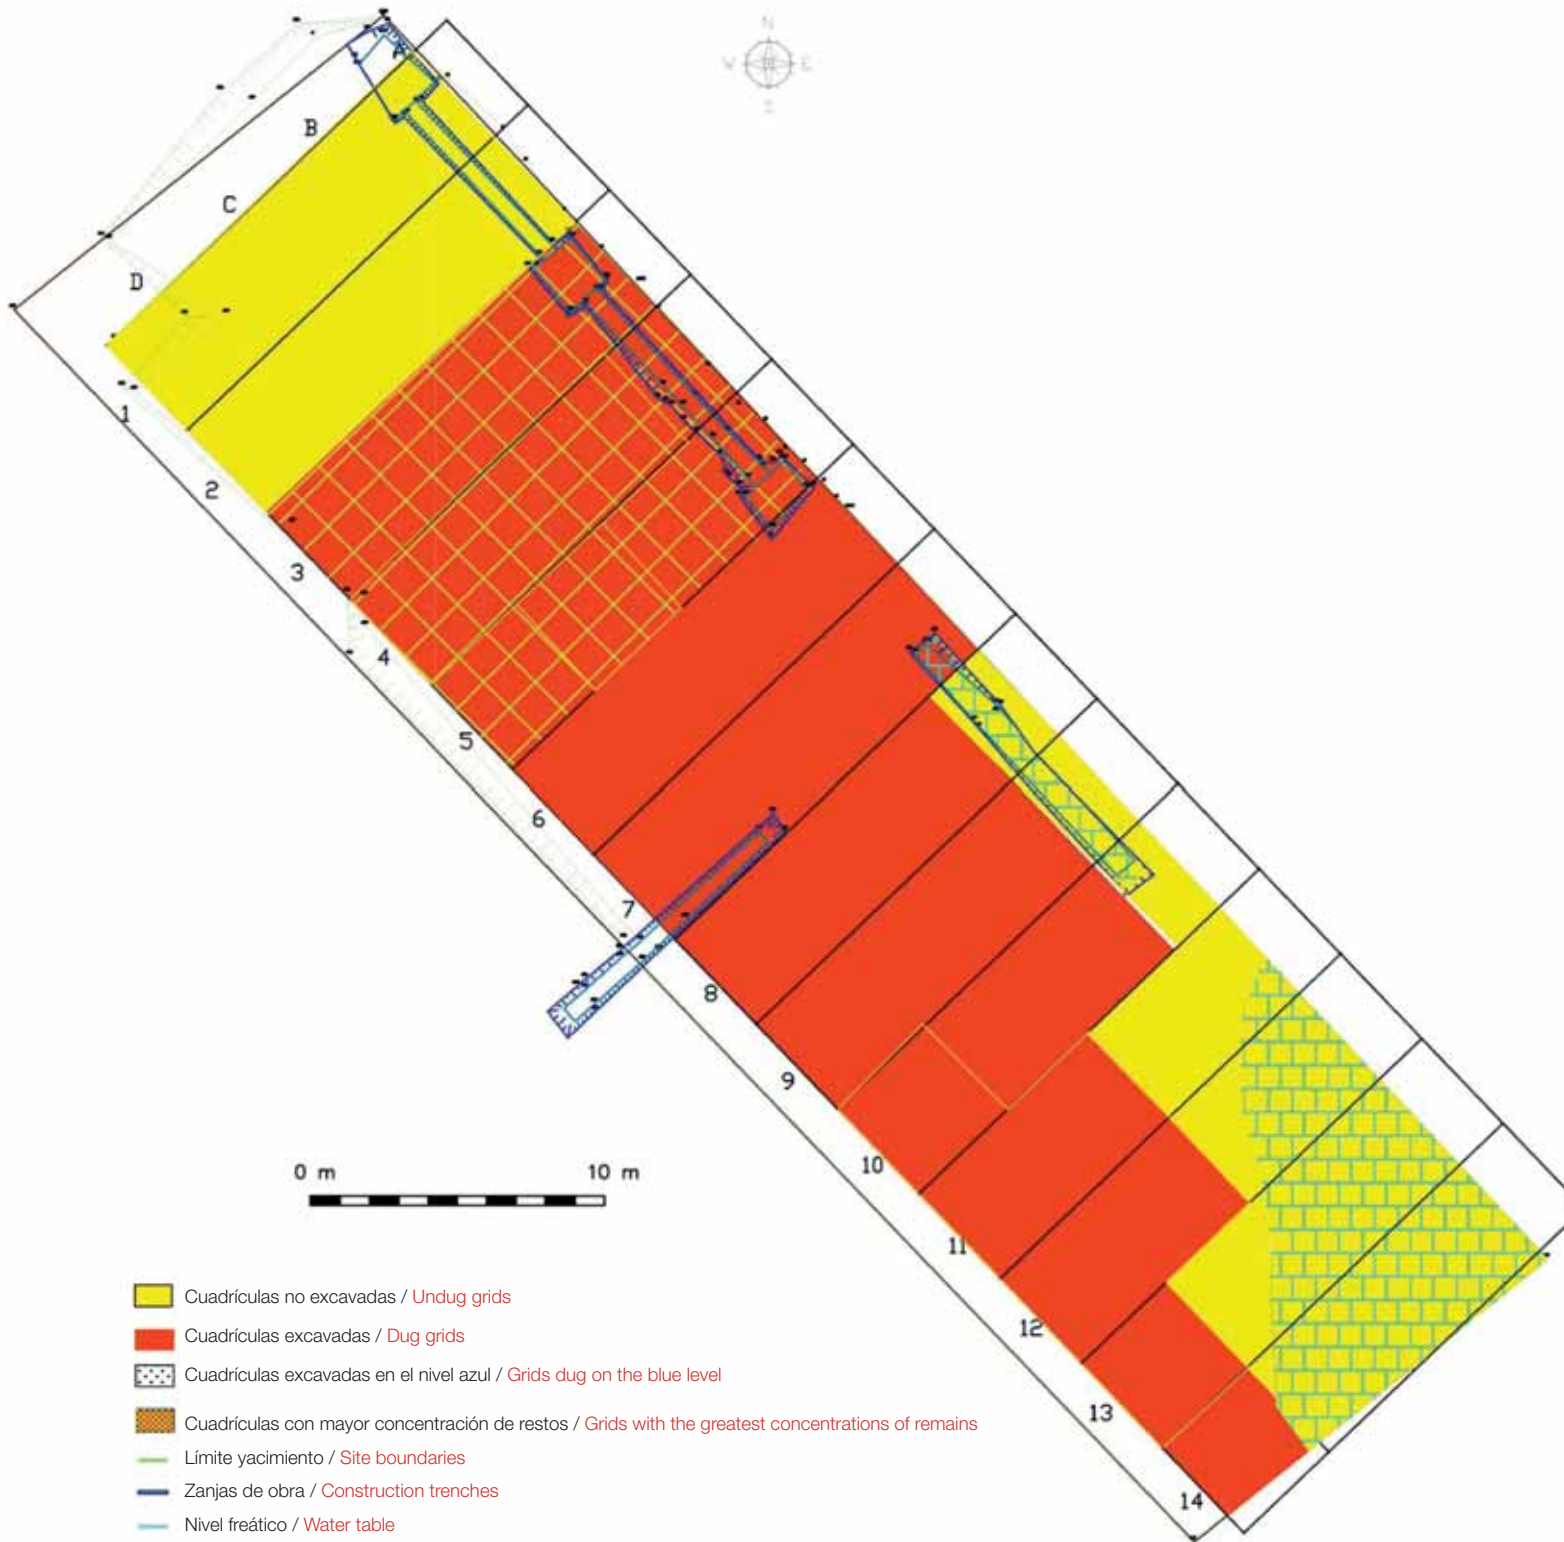 N
W E
S
A
B
C
D
1
2
3
4
5
6
7
8
9
10
11
12
13
14
0 m 10 m
Cuadrículas no excavadas / Undug grids
Cuadrículas excavadas / Dug grids
Cuadrículas excavadas en el nivel azul / Grids dug on the blue level
Cuadrículas con mayor concentración de restos / Grids with the greatest concentrations of remains
Límite yacimiento / Site boundaries
Zanjas de obra / Construction trenches
Nivel freático / Water table